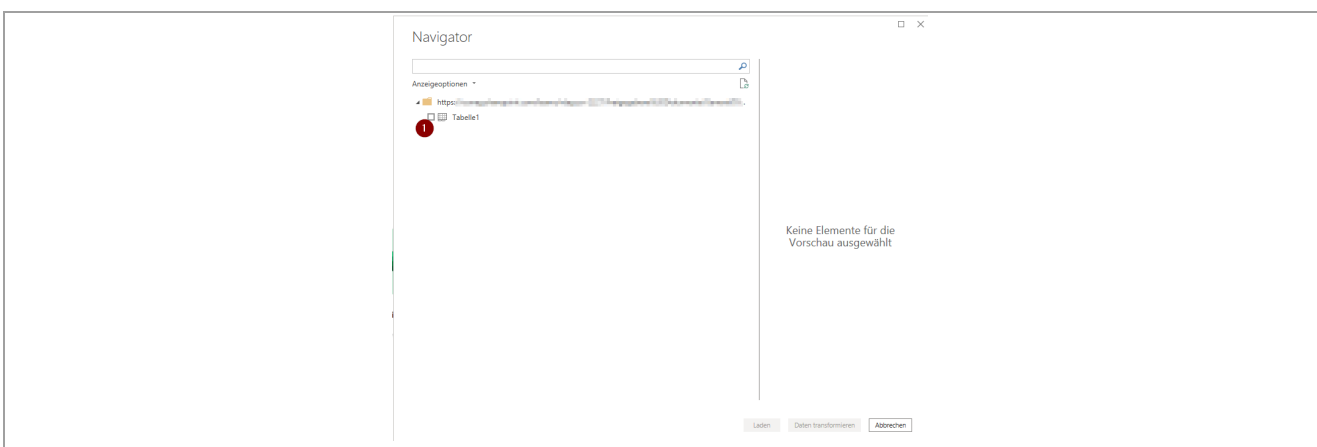 Navigator
Anzeigeoptionen
https:
Tabelle1
1
Keine Elemente für die
Vorschau ausgewählt
Laden Daten transformieren Abbrechen